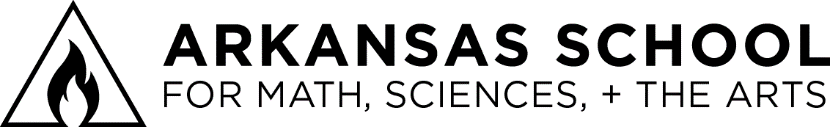 ARKANSAS SCHOOL
FOR MATH, SCIENCES, + THE ARTS